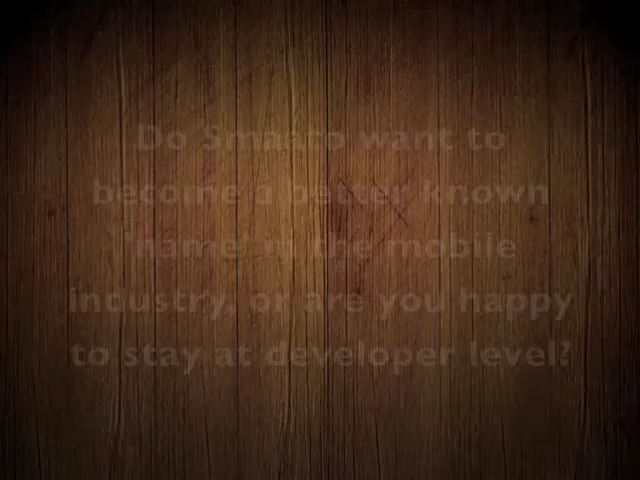 Do Smaato want to
become a better known
'name' in the mobile
industry, or are you happy
to stay at developer level?